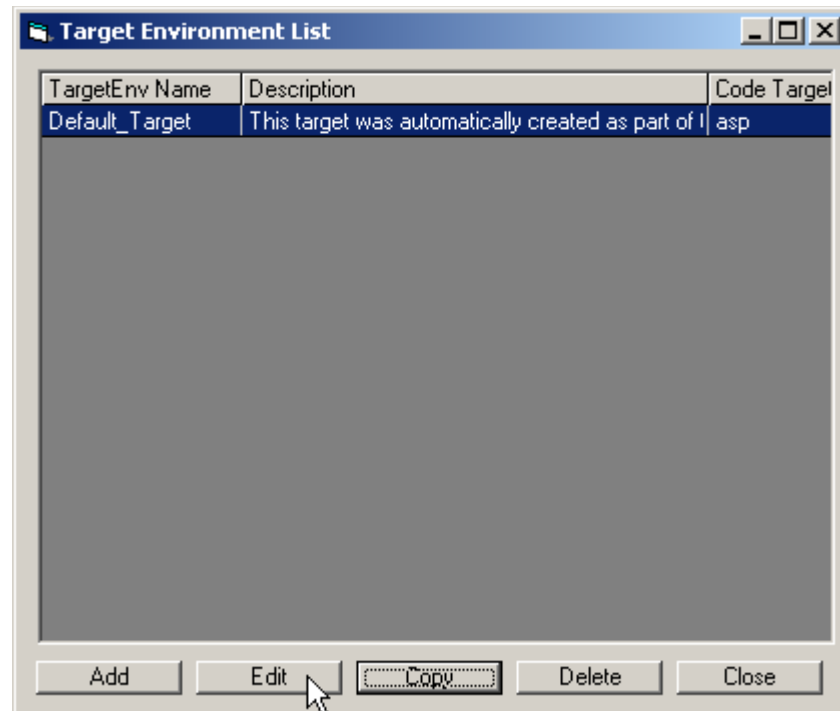 Target Environment List
TargetEnv Name Description Code Target
Default_Target This target was automatically created as part of asp
Add Edit Copy Delete Close